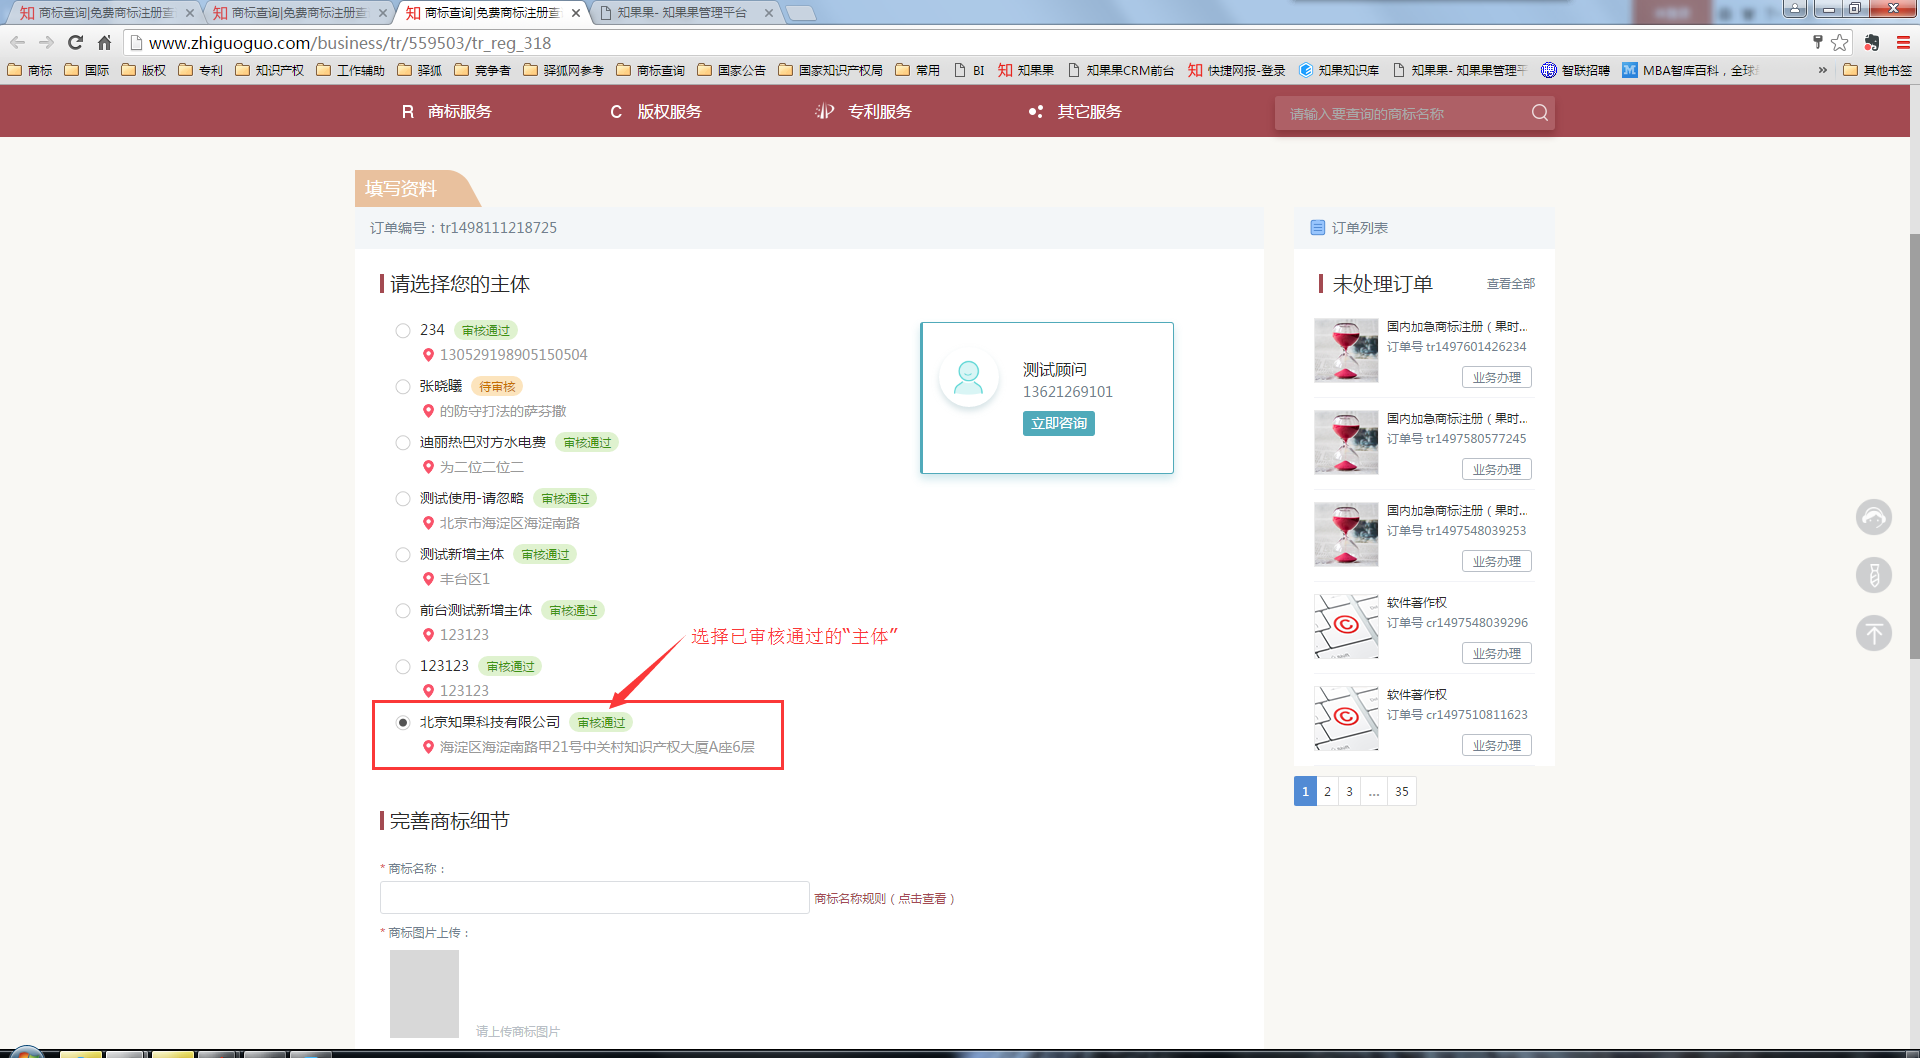 商标查询|免费商标注册查
商标查询|免费商标注册查
商标查询|免费商标注册查
知果果- 知果果管理平台
www.zhiguoguo.com/business/tr/559503/tr_reg_318
商标 国际 版权 专利 知识产权 工作辅助 驿狐 竞争者 驿狐网参考 商标查询 国家公告 国家知识产权局 常用 BI 知果果 知果果CRM前台 快捷网报-登录 知果知识库 知果果- 知果果管理平 智联招聘 MBA智库百科，全球 » 其他书签
R 商标服务 C 版权服务 专利服务 其它服务 请输入要查询的商标名称
填写资料
订单编号：tr1498111218725
请选择您的主体
234 审核通过
130529198905150504
张晓曦 待审核
的防守打法的萨芬撒
迪丽热巴对方水电费 审核通过
为二位二位二
测试使用-请忽略 审核通过
北京市海淀区海淀南路
测试新增主体 审核通过
丰台区1
前台测试新增主体 审核通过
123123
123123 审核通过
123123
北京知果科技有限公司 审核通过
海淀区海淀南路甲21号中关村知识产权大厦A座6层
选择已审核通过的“主体”
测试顾问
13621269101
立即咨询
完善商标细节
* 商标名称：
商标名称规则（点击查看）
* 商标图片上传：
请上传商标图片
订单列表
未处理订单 查看全部
国内加急商标注册（果时...
订单号 tr1497601426234
业务办理
国内加急商标注册（果时...
订单号 tr1497580577245
业务办理
国内加急商标注册（果时...
订单号 tr1497548039253
业务办理
软件著作权
订单号 cr1497548039296
业务办理
软件著作权
订单号 cr1497510811623
业务办理
1 2 3 ... 35